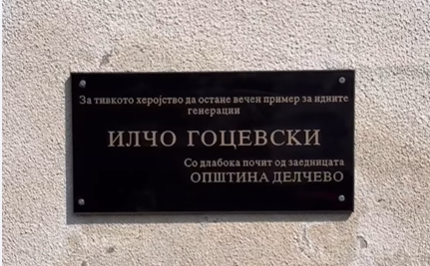 За тивкото херојство да остане вечен пример за идните
генерации
ИЛЧО ГОЦЕВСКИ
Со длабока почит од заедницата
ОПШТИНА ДЕЛЧЕВО